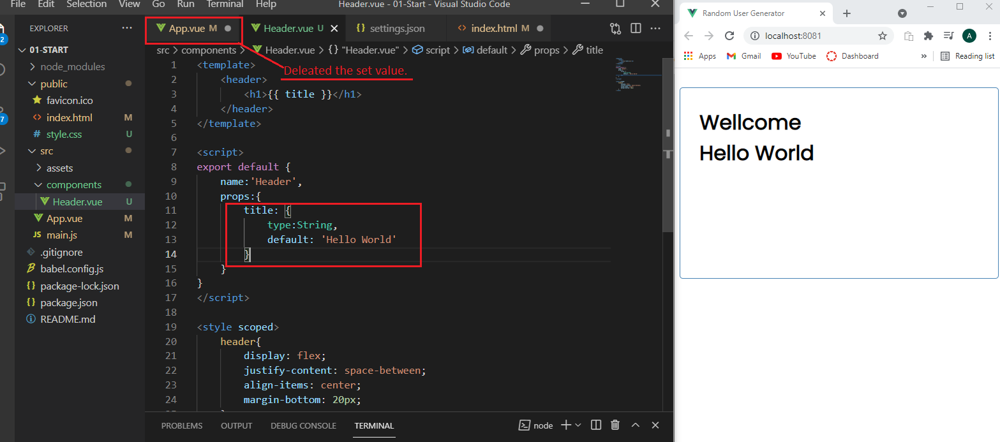 File Edit Selection View Go Run Terminal Help Header.vue - 01-Start - Visual Studio Code
EXPLORER ···
2
01-START
node_modules
public
favicon.ico
index.html M
7
# style.css U
src
assets
components
Header.vue U
App.vue M
JS main.js M
.gitignore
babel.config.js
{} package-lock.json
{} package.json
README.md
App.vue M ● Header.vue U × {} settings.json <> index.html M ● ···
src > components > Header.vue > {} "Header.vue" > script > default > props > title
Deleated the set value.
1 <template>
2 <header>
3 <h1>{{ title }}</h1>
4 </header>
5 </template>
6
7 <script>
8 export default {
9 name:'Header',
10 props:{
11 title: {
12 type:String,
13 default: 'Hello World'
14 }
15 }
16 }
17 </script>
18
19 <style scoped>
20 header{
21 display: flex;
22 justify-content: space-between;
23 align-items: center;
24 margin-bottom: 20px;
PROBLEMS OUTPUT DEBUG CONSOLE TERMINAL node
Random User Generator
localhost:8081 A
Apps Gmail YouTube Dashboard » Reading list
Wellcome
Hello World